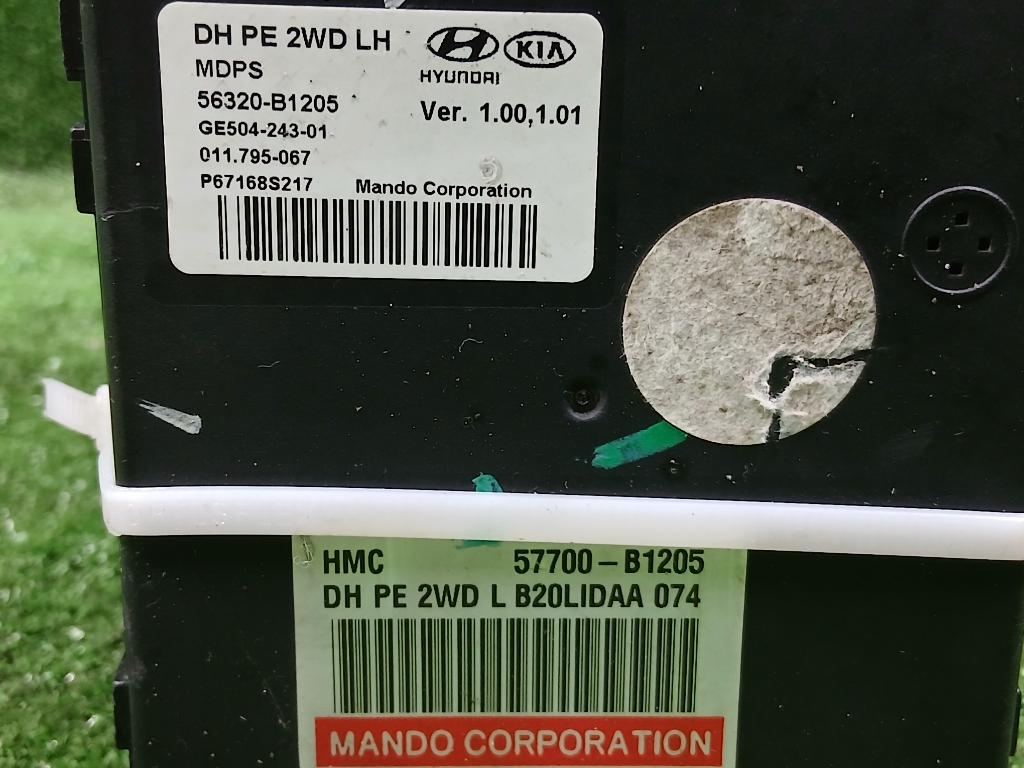 DH PE 2WD LH
HYUNDAI
KIA
MDPS
56320-B1205
Ver. 1.00,1.01
GE504-243-01
011.795-067
P67168S217 Mando Corporation
HMC 57700-B1205
DH PE 2WD L B20LIDAA 074
MANDO CORPORATION